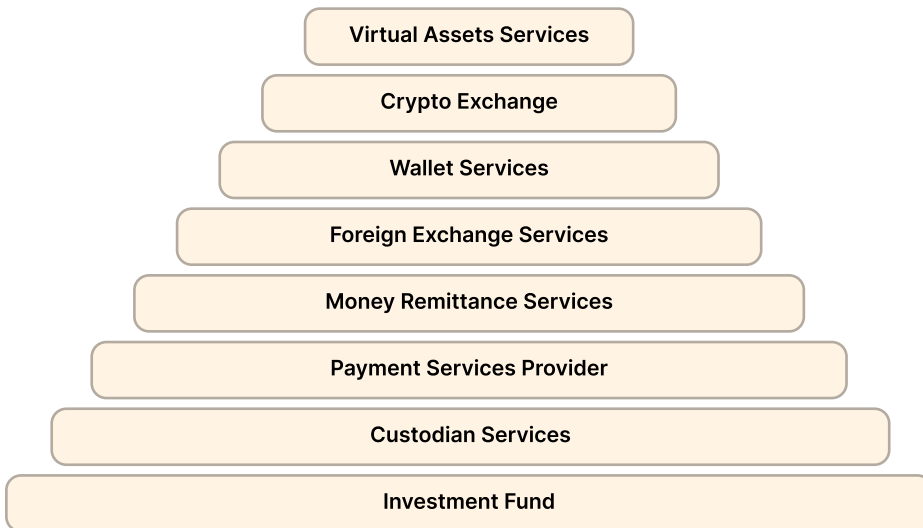 Virtual Assets Services
Crypto Exchange
Wallet Services
Foreign Exchange Services
Money Remittance Services
Payment Services Provider
Custodian Services
Investment Fund